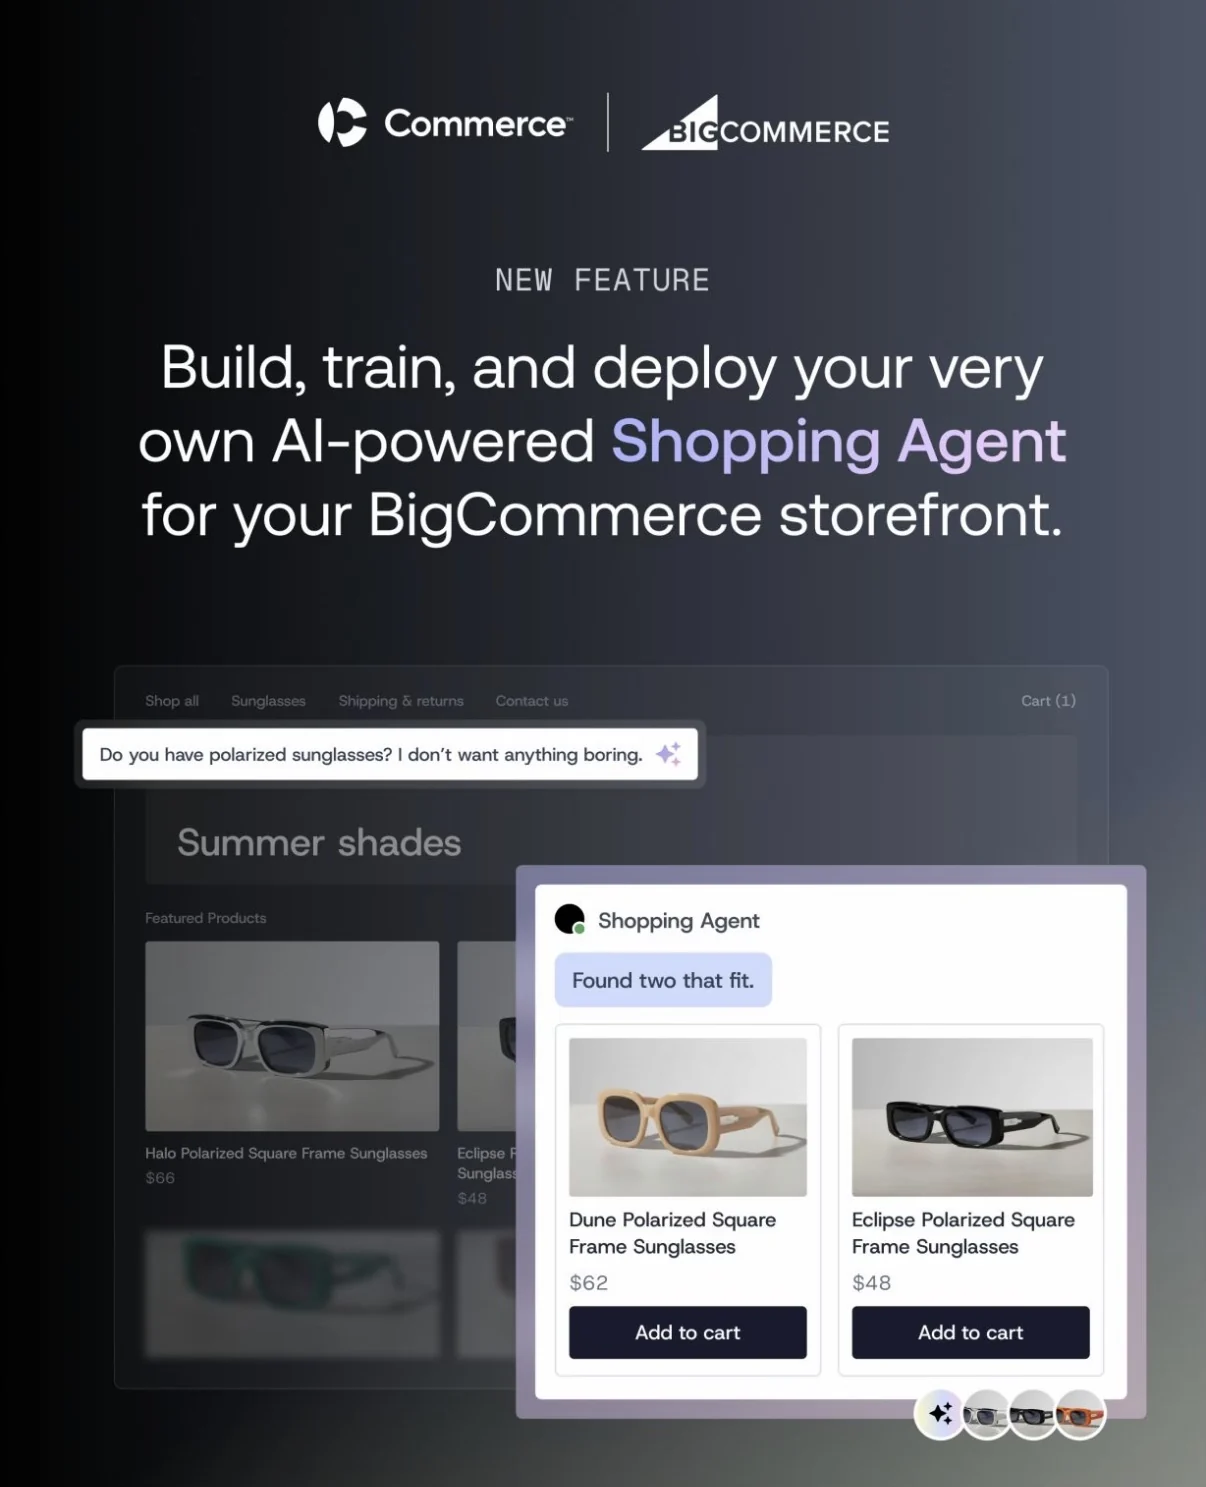 Commerce™
BIGCOMMERCE
NEW FEATURE
Build, train, and deploy your very
own AI-powered Shopping Agent
for your BigCommerce storefront.
Shop all Sunglasses Shipping & returns Contact us Cart (1)
Do you have polarized sunglasses? I don’t want anything boring.
Summer shades
Featured Products
Halo Polarized Square Frame Sunglasses
$66
Eclipse
$48
Shopping Agent
Found two that fit.
Dune Polarized Square
Frame Sunglasses
$62
Add to cart
Eclipse Polarized Square
Frame Sunglasses
$48
Add to cart